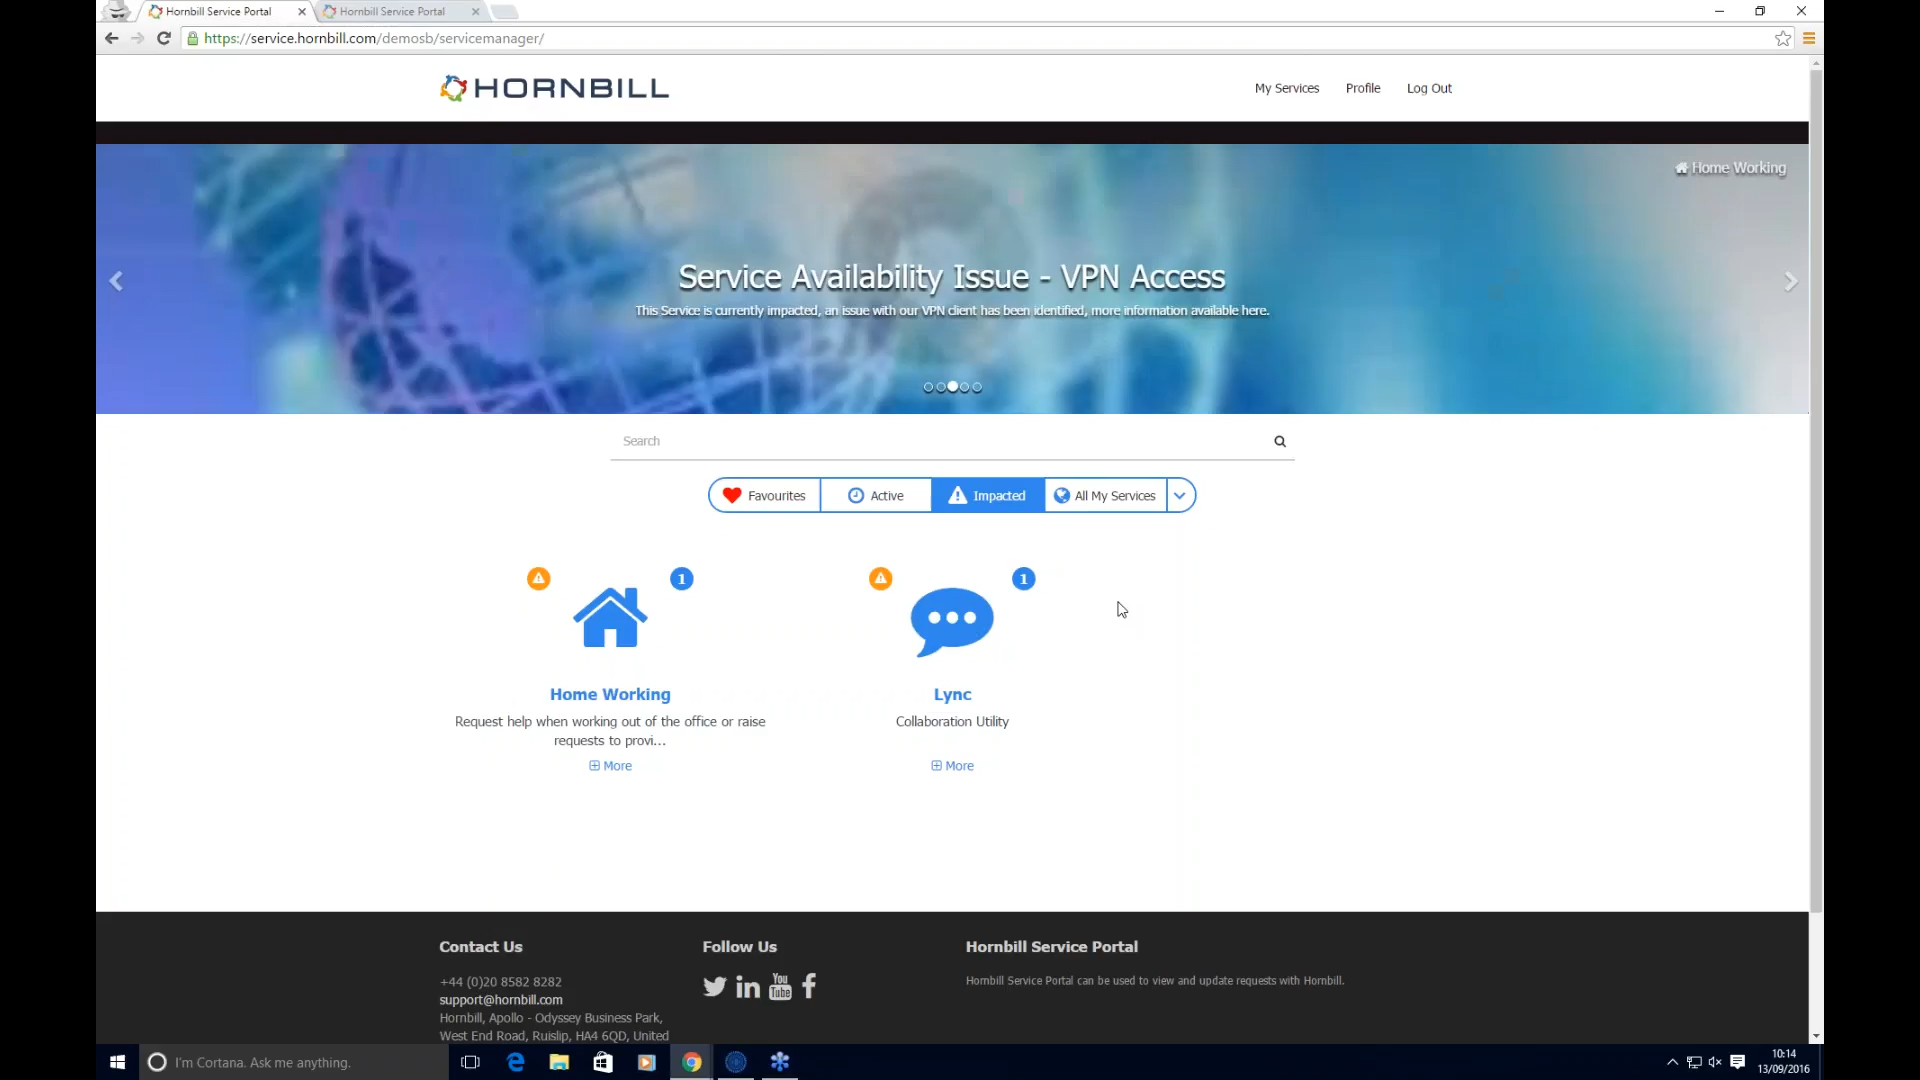 Hornbill Service Portal
Hornbill Service Portal
https://service.hornbill.com/demosb/servicemanager/
HORNBILL
My Services
Profile
Log Out
Home Working
Service Availability Issue - VPN Access
This Service is currently impacted, an issue with our VPN client has been identified, more information available here.
Search
Favourites
Active
Impacted
All My Services
1
1
Home Working
Lync
Request help when working out of the office or raise
requests to provi...
Collaboration Utility
More
More
Contact Us
Follow Us
Hornbill Service Portal
+44 (0)20 8582 8282
support@hornbill.com
Hornbill, Apollo - Odyssey Business Park,
West End Road, Ruislip, HA4 6QD, United
You
Tube
Hornbill Service Portal can be used to view and update requests with Hornbill.
I'm Cortana. Ask me anything.
10:14
13/09/2016